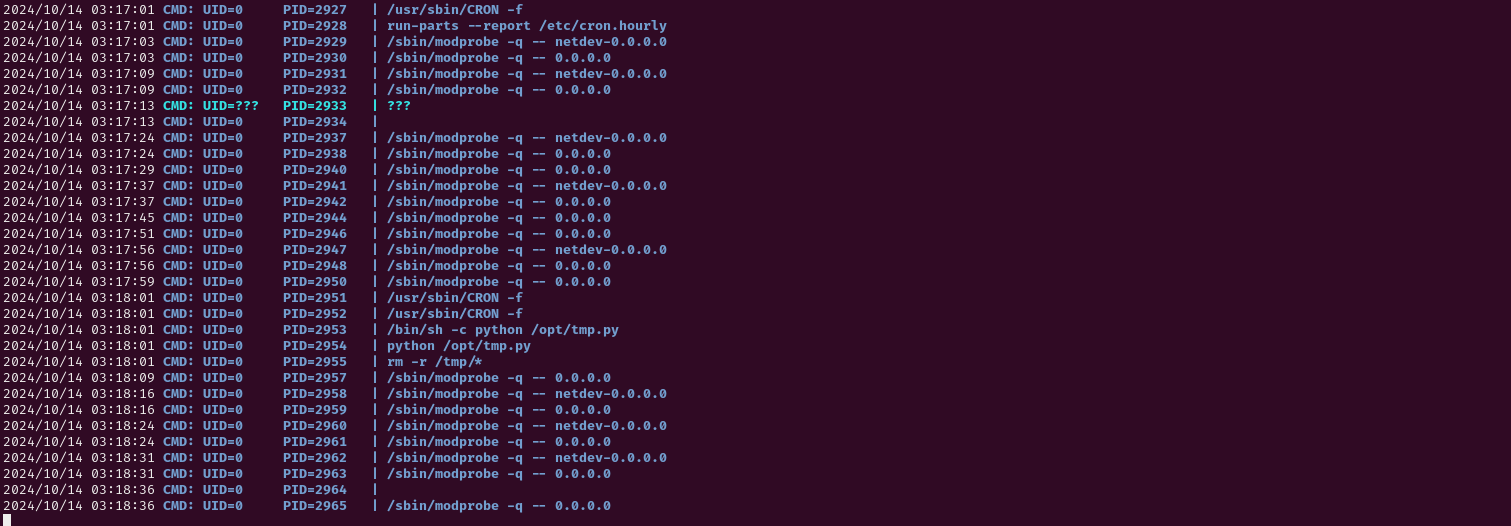 2024/10/14 03:17:01 CMD: UID=0     PID=2927   | /usr/sbin/CRON -f
2024/10/14 03:17:01 CMD: UID=0     PID=2928   | run-parts --report /etc/cron.hourly
2024/10/14 03:17:03 CMD: UID=0     PID=2929   | /sbin/modprobe -q -- netdev-0.0.0.0
2024/10/14 03:17:03 CMD: UID=0     PID=2930   | /sbin/modprobe -q -- 0.0.0.0
2024/10/14 03:17:09 CMD: UID=0     PID=2931   | /sbin/modprobe -q -- netdev-0.0.0.0
2024/10/14 03:17:09 CMD: UID=0     PID=2932   | /sbin/modprobe -q -- 0.0.0.0
2024/10/14 03:17:13 CMD: UID=???   PID=2933   | ???
2024/10/14 03:17:13 CMD: UID=0     PID=2934   |
2024/10/14 03:17:24 CMD: UID=0     PID=2937   | /sbin/modprobe -q -- netdev-0.0.0.0
2024/10/14 03:17:24 CMD: UID=0     PID=2938   | /sbin/modprobe -q -- 0.0.0.0
2024/10/14 03:17:29 CMD: UID=0     PID=2940   | /sbin/modprobe -q -- 0.0.0.0
2024/10/14 03:17:37 CMD: UID=0     PID=2941   | /sbin/modprobe -q -- netdev-0.0.0.0
2024/10/14 03:17:37 CMD: UID=0     PID=2942   | /sbin/modprobe -q -- 0.0.0.0
2024/10/14 03:17:45 CMD: UID=0     PID=2944   | /sbin/modprobe -q -- 0.0.0.0
2024/10/14 03:17:51 CMD: UID=0     PID=2946   | /sbin/modprobe -q -- 0.0.0.0
2024/10/14 03:17:56 CMD: UID=0     PID=2947   | /sbin/modprobe -q -- netdev-0.0.0.0
2024/10/14 03:17:56 CMD: UID=0     PID=2948   | /sbin/modprobe -q -- 0.0.0.0
2024/10/14 03:17:59 CMD: UID=0     PID=2950   | /sbin/modprobe -q -- 0.0.0.0
2024/10/14 03:18:01 CMD: UID=0     PID=2951   | /usr/sbin/CRON -f
2024/10/14 03:18:01 CMD: UID=0     PID=2952   | /usr/sbin/CRON -f
2024/10/14 03:18:01 CMD: UID=0     PID=2953   | /bin/sh -c python /opt/tmp.py
2024/10/14 03:18:01 CMD: UID=0     PID=2954   | python /opt/tmp.py
2024/10/14 03:18:01 CMD: UID=0     PID=2955   | rm -r /tmp/*
2024/10/14 03:18:09 CMD: UID=0     PID=2957   | /sbin/modprobe -q -- 0.0.0.0
2024/10/14 03:18:16 CMD: UID=0     PID=2958   | /sbin/modprobe -q -- netdev-0.0.0.0
2024/10/14 03:18:16 CMD: UID=0     PID=2959   | /sbin/modprobe -q -- 0.0.0.0
2024/10/14 03:18:24 CMD: UID=0     PID=2960   | /sbin/modprobe -q -- netdev-0.0.0.0
2024/10/14 03:18:24 CMD: UID=0     PID=2961   | /sbin/modprobe -q -- 0.0.0.0
2024/10/14 03:18:31 CMD: UID=0     PID=2962   | /sbin/modprobe -q -- netdev-0.0.0.0
2024/10/14 03:18:31 CMD: UID=0     PID=2963   | /sbin/modprobe -q -- 0.0.0.0
2024/10/14 03:18:36 CMD: UID=0     PID=2964   |
2024/10/14 03:18:36 CMD: UID=0     PID=2965   | /sbin/modprobe -q -- 0.0.0.0